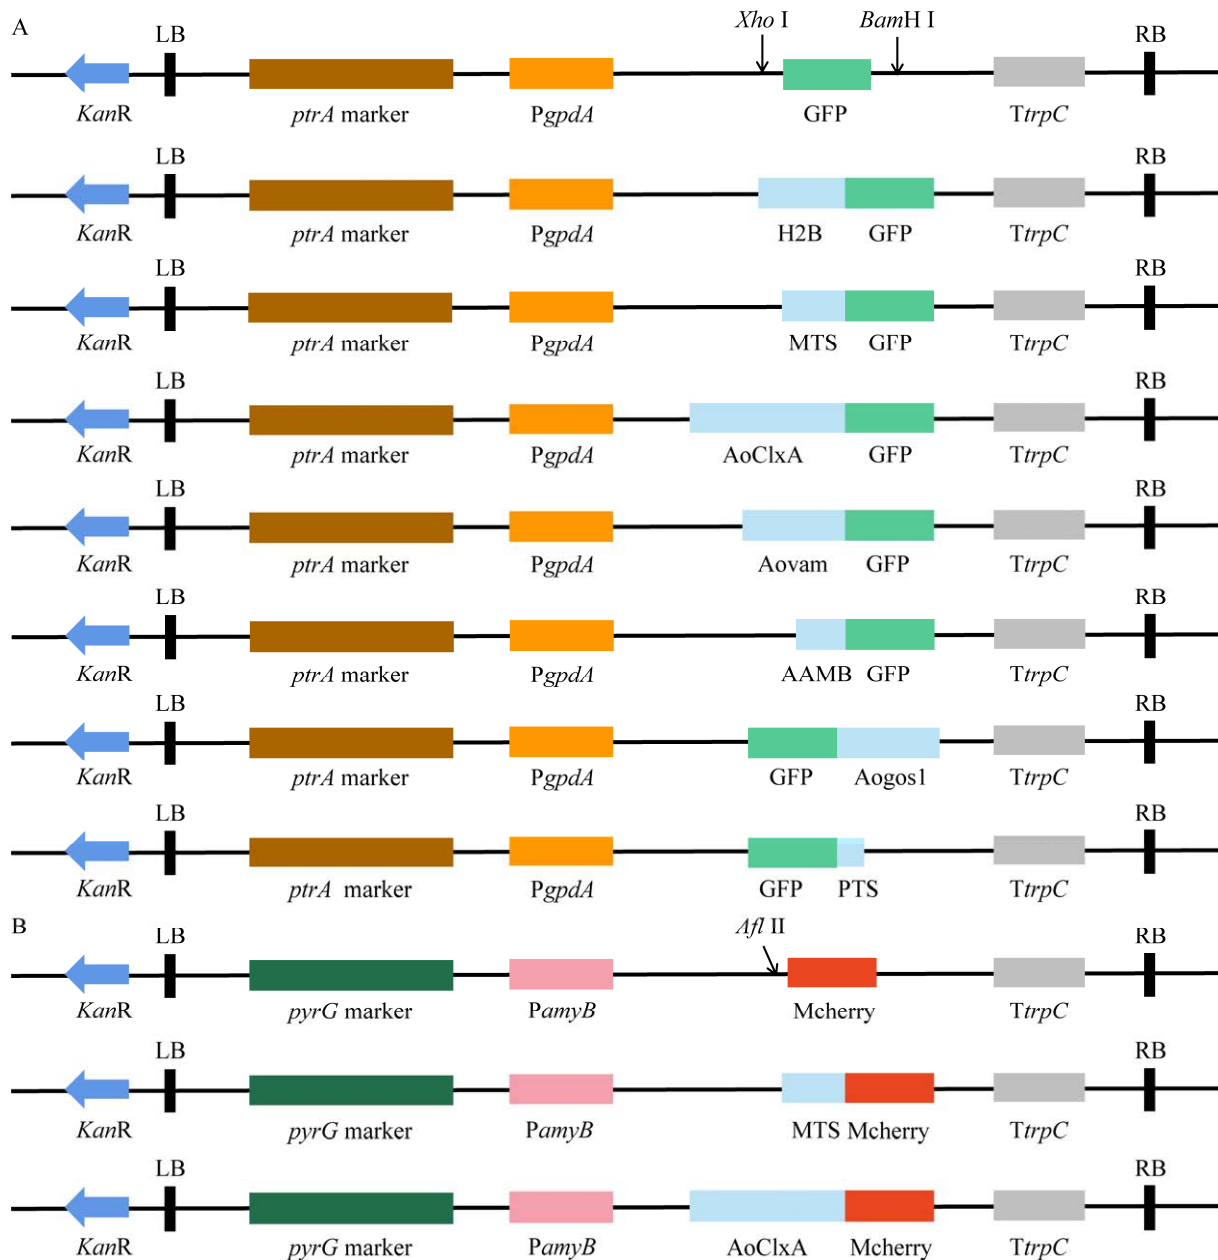 A
Xho I BamH I
LB RB
KanR ptrA marker PgpdA GFP TtrpC
LB RB
KanR ptrA marker PgpdA H2B GFP TtrpC
LB RB
KanR ptrA marker PgpdA MTS GFP TtrpC
LB RB
KanR ptrA marker PgpdA AoClxA GFP TtrpC
LB RB
KanR ptrA marker PgpdA Aovam GFP TtrpC
LB RB
KanR ptrA marker PgpdA AAMB GFP TtrpC
LB RB
KanR ptrA marker PgpdA GFP Aogos1 TtrpC
LB RB
KanR ptrA marker PgpdA GFP PTS TtrpC
B
Afl II
LB RB
KanR pyrG marker PamyB Mcherry TtrpC
LB RB
KanR pyrG marker PamyB MTS Mcherry TtrpC
LB RB
KanR pyrG marker PamyB AoClxA Mcherry TtrpC